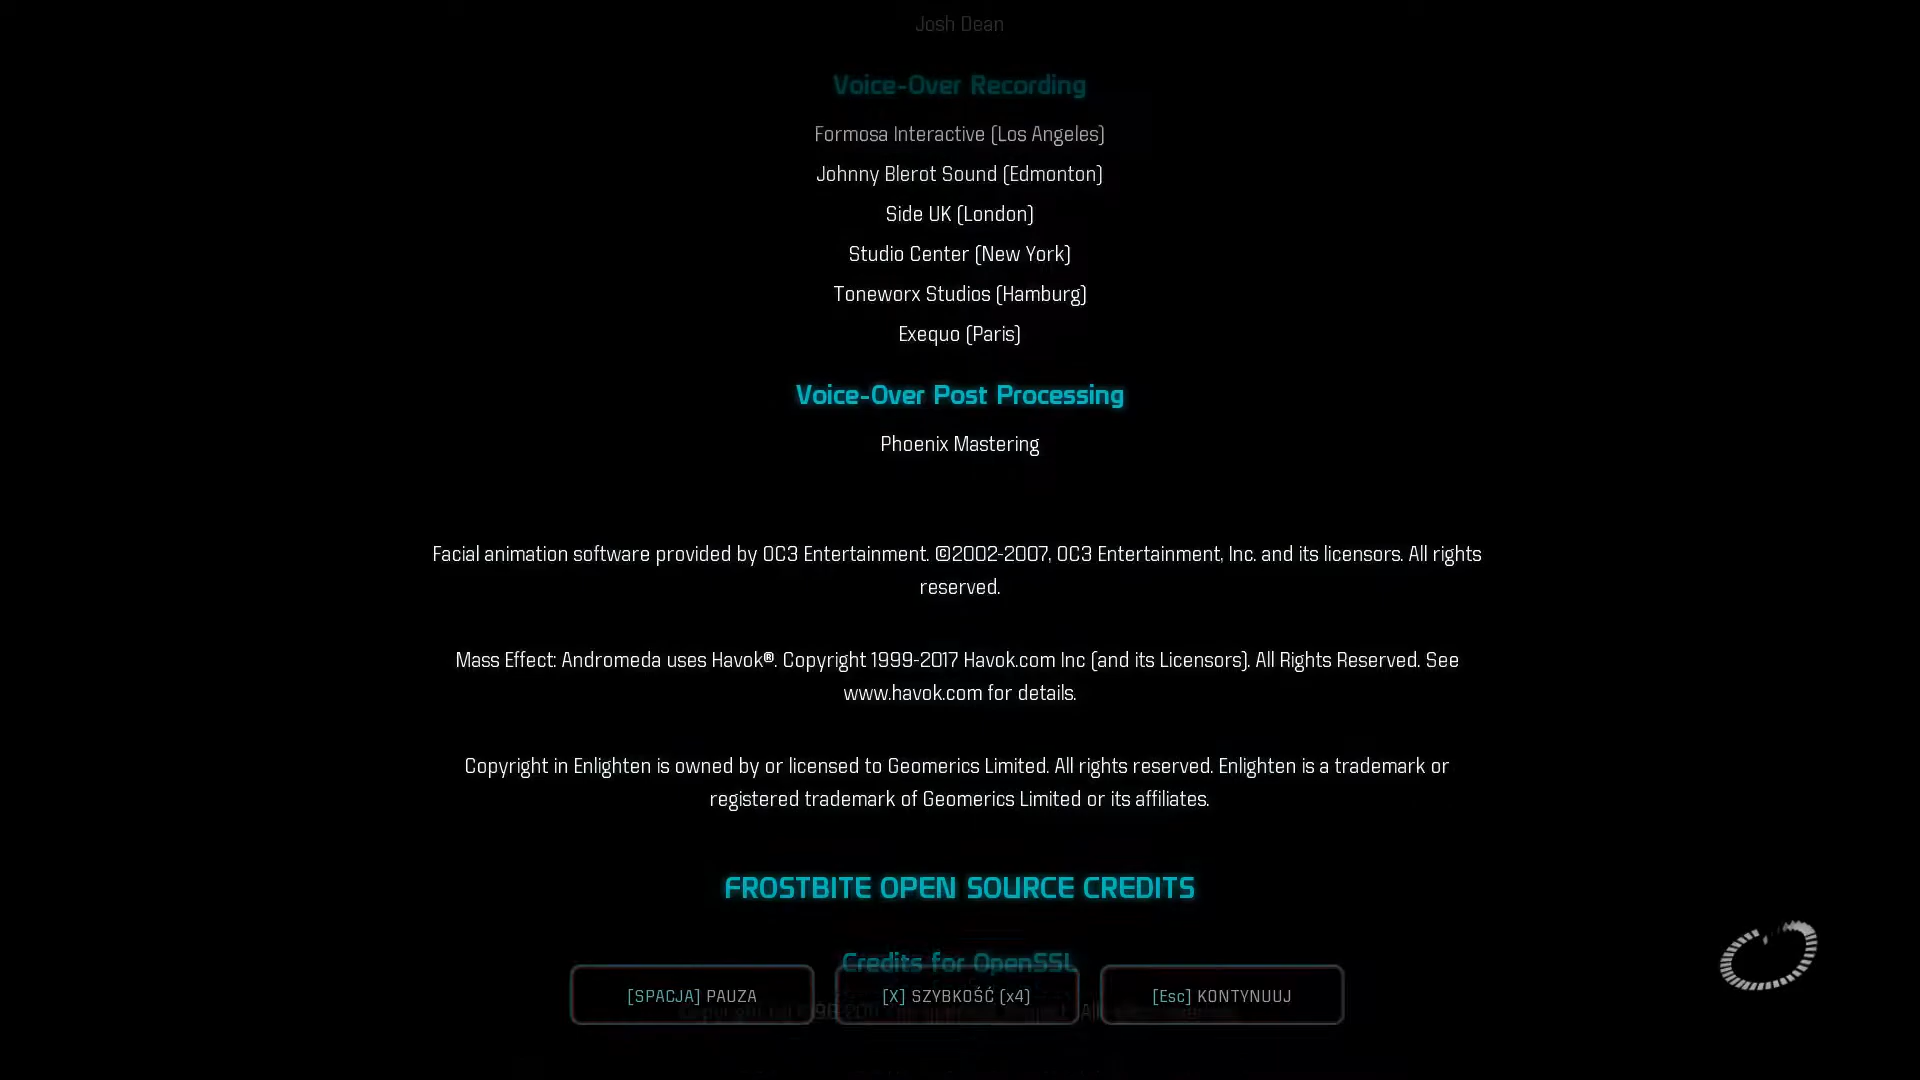 Josh Dean
Voice-Over Recording
Formosa Interactive (Los Angeles)
Johnny Blerot Sound (Edmonton)
Side UK (London)
Studio Center (New York)
Toneworx Studios (Hamburg)
Exequo (Paris)
Voice-Over Post Processing
Phoenix Mastering
Facial animation software provided by OC3 Entertainment. ©2002-2007, OC3 Entertainment, Inc. and its licensors. All rights
reserved.
Mass Effect: Andromeda uses Havok®. Copyright 1999-2017 Havok.com Inc (and its Licensors). All Rights Reserved. See
www.havok.com for details.
Copyright in Enlighten is owned by or licensed to Geomerics Limited. All rights reserved. Enlighten is a trademark or
registered trademark of Geomerics Limited or its affiliates.
FROSTBITE OPEN SOURCE CREDITS
Credits for OpenSSL
[SPACJA] PAUZA [X] SZYBKOŚĆ (x4) [Esc] KONTYNUUJ